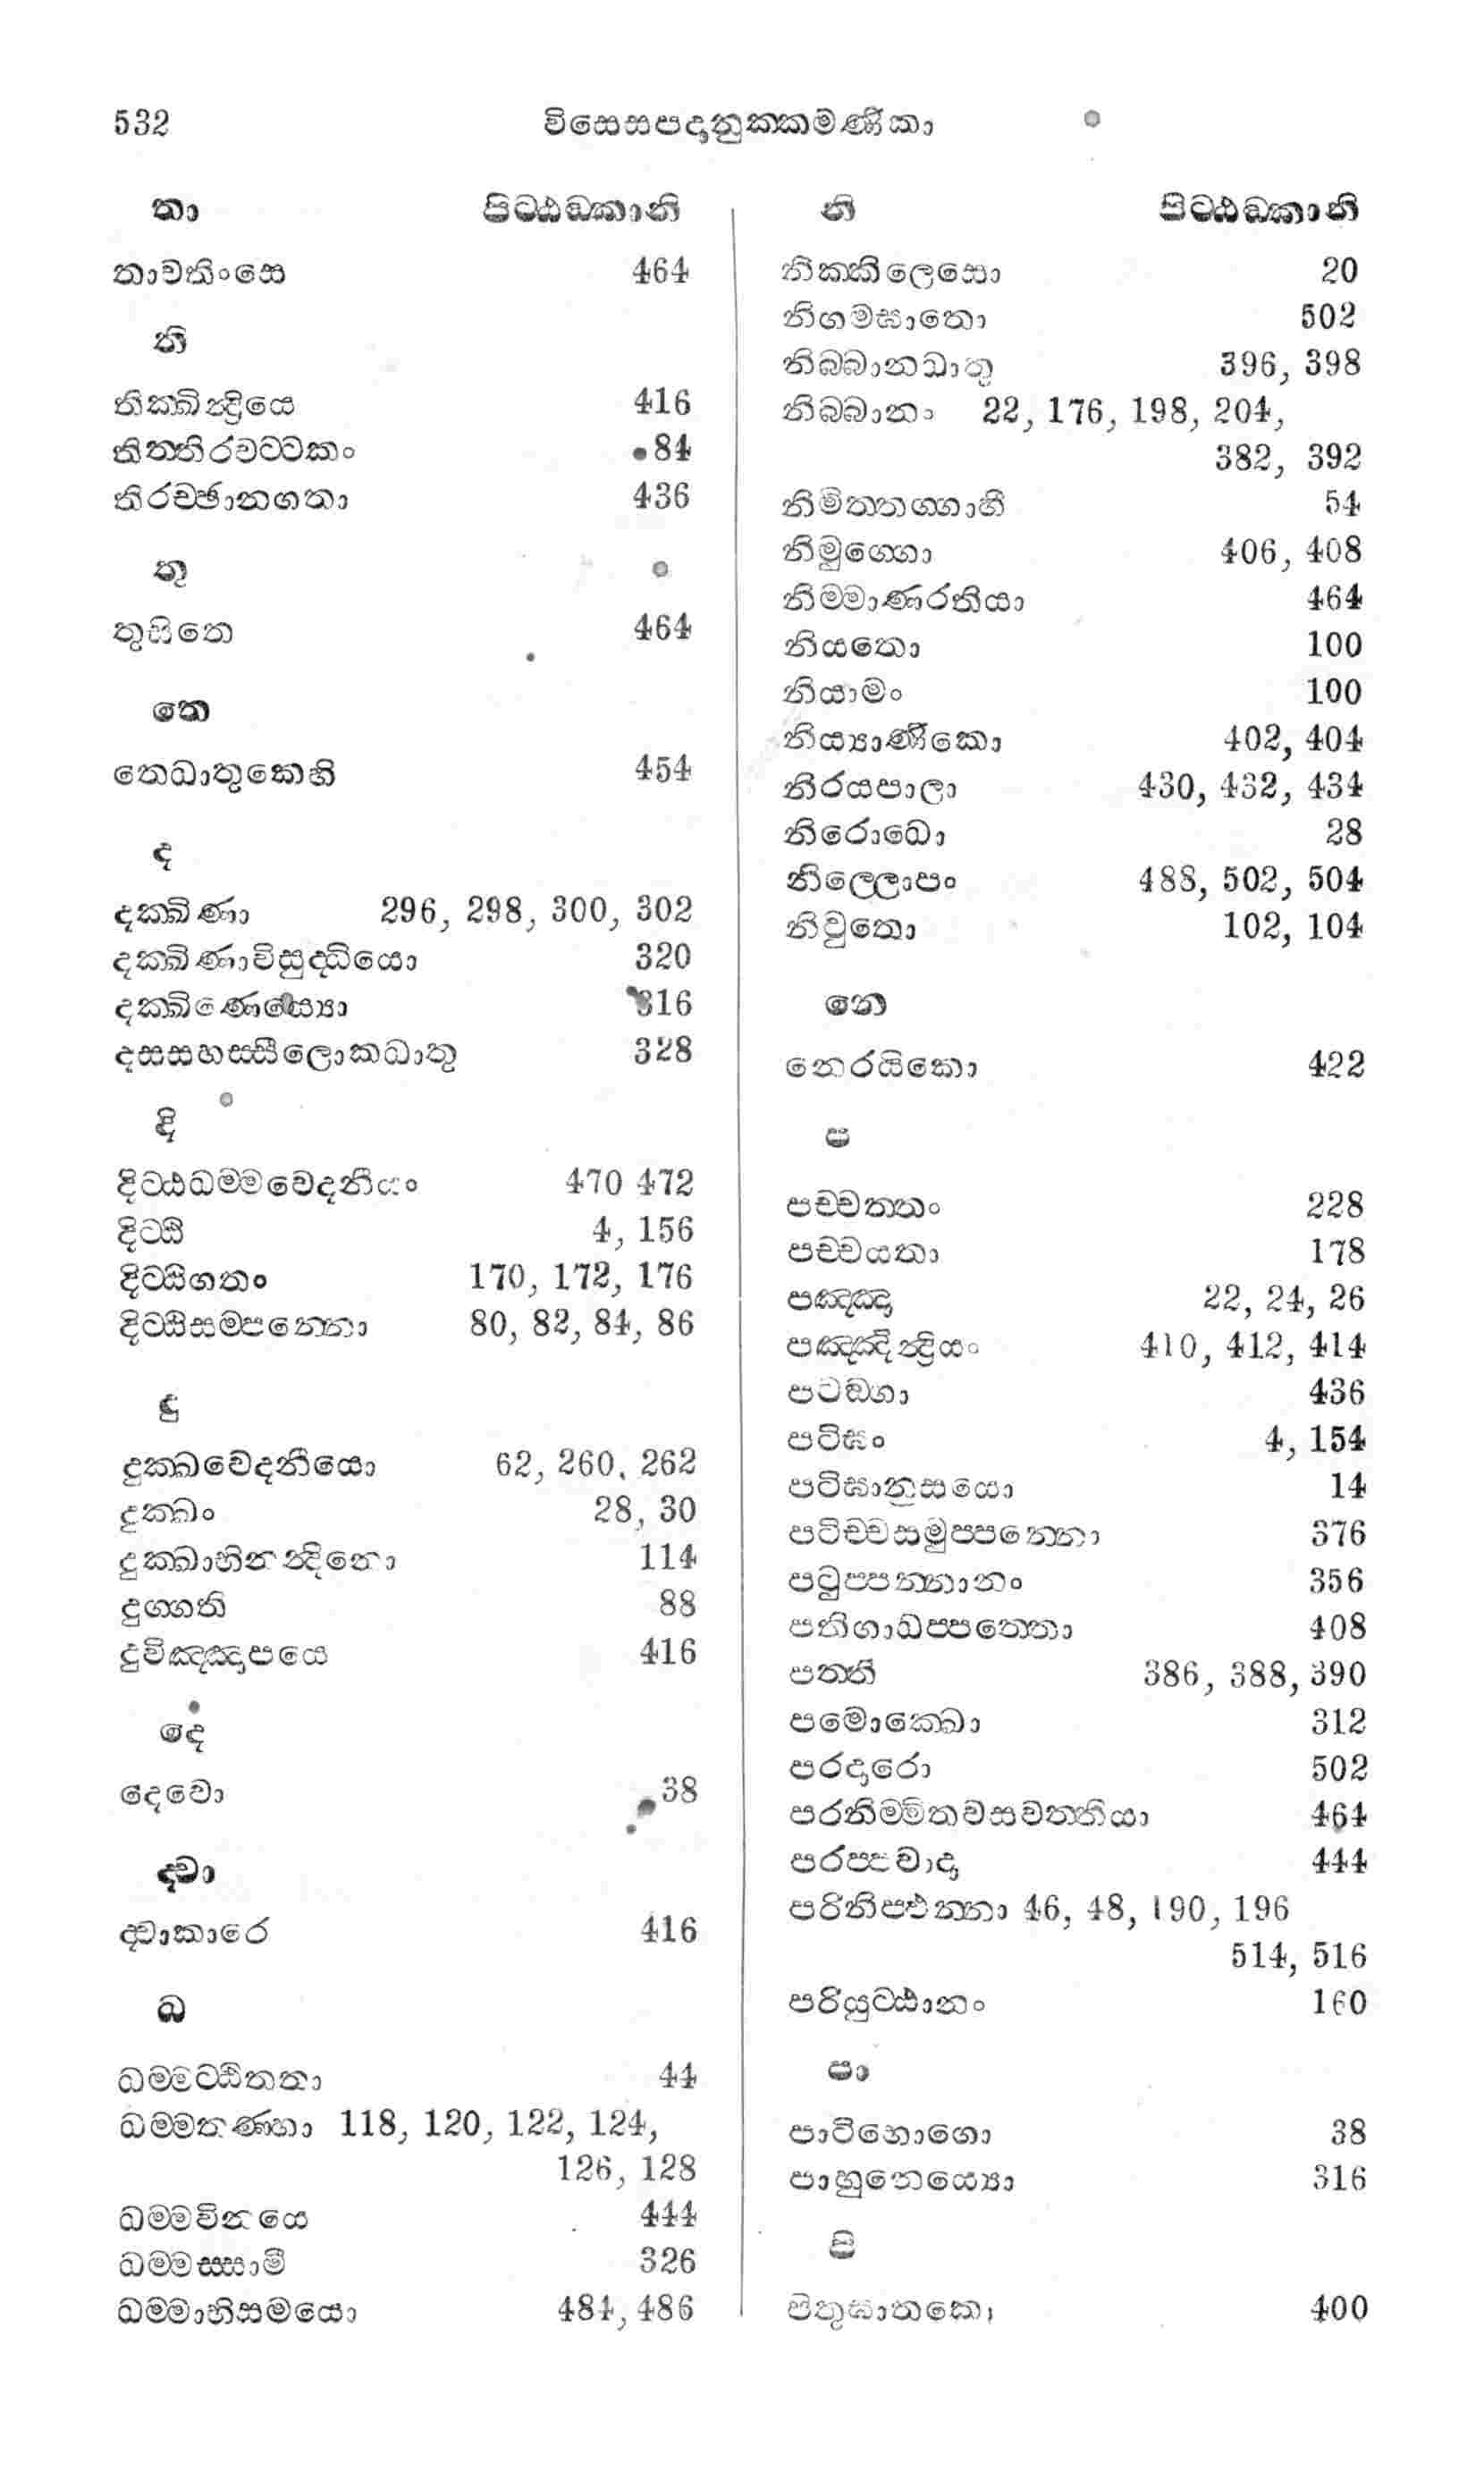 532 විසෙසපදානුක්කමණිකා
තා පිට්ඨඞ්කානි
තාවතිංසෙ 464
ති
තික්ඛින්ද්‍රියෙ 416
තිත්තිරවට්ටකං 84
තිරච්ඡානගතා 436
තු
තුසිතෙ 464
තෙ
තෙධාතුකෙහි 454
ද
දක්ඛිණා 296, 298, 300, 302
දක්ඛිණාවිසුද්ධියො 320
දක්ඛිණෙය්‍යො 316
දසසහස්සීලොකධාතු 328
දි
දිට්ඨධම්මවෙදනීයං 470 472
දිට්ඨි 4, 156
දිට්ඨිගතං 170, 172, 176
දිට්ඨිසම්පන්නො 80, 82, 84, 86
දු
දුක්ඛවෙදනීයො 62, 260, 262
දුක්ඛං 28, 30
දුක්ඛාභිනන්දිනො 114
දුග්ගති 88
දුවිඤ්ඤාපයෙ 416
දෙ
දෙවො 38
ද්වා
ද්වාකාරෙ 416
ධ
ධම්මට්ඨිතතා 44
ධම්මතණ්හා 118, 120, 122, 124,
126, 128
ධම්මවිනයෙ 444
ධම්මස්සාමී 326
ධම්මාභිසමයො 484, 486
නි පිට්ඨඞ්කානි
නික්කිලෙසො 20
නිගමඝාතො 502
නිබ්බානධාතු 396, 398
නිබ්බානං 22, 176, 198, 204,
382, 392
නිමිත්තග්ගාහී 54
නිමුග්ගො 406, 408
නිම්මාණරතියා 464
නියතො 100
නියාමං 100
නිය්‍යාණිකො 402, 404
නිරයපාලා 430, 432, 434
නිරොධො 28
නිල්ලොපං 488, 502, 504
නිවුතො 102, 104
නෙ
නෙරයිකො 422
ප
පච්චත්තං 228
පච්චයතා 178
පඤ්ඤා 22, 24, 26
පඤ්ඤින්ද්‍රියං 410, 412, 414
පටඞ්ගා 436
පටිඝං 4, 154
පටිඝානුසයො 14
පටිච්චසමුප්පන්නො 376
පටුප්පන්නානං 356
පතිගාධප්පත්තො 408
පත්ති 386, 388, 390
පමොක්ඛො 312
පරදාරො 502
පරනිම්මිතවසවත්තියා 464
පරප්පවාදා 444
පරිනිප්ඵන්නා 46, 48, 190, 196
514, 516
පරියුට්ඨානං 160
පා
පාටිනොගො 38
පාහුනෙය්‍යො 316
පි
පිතුඝාතකො 400